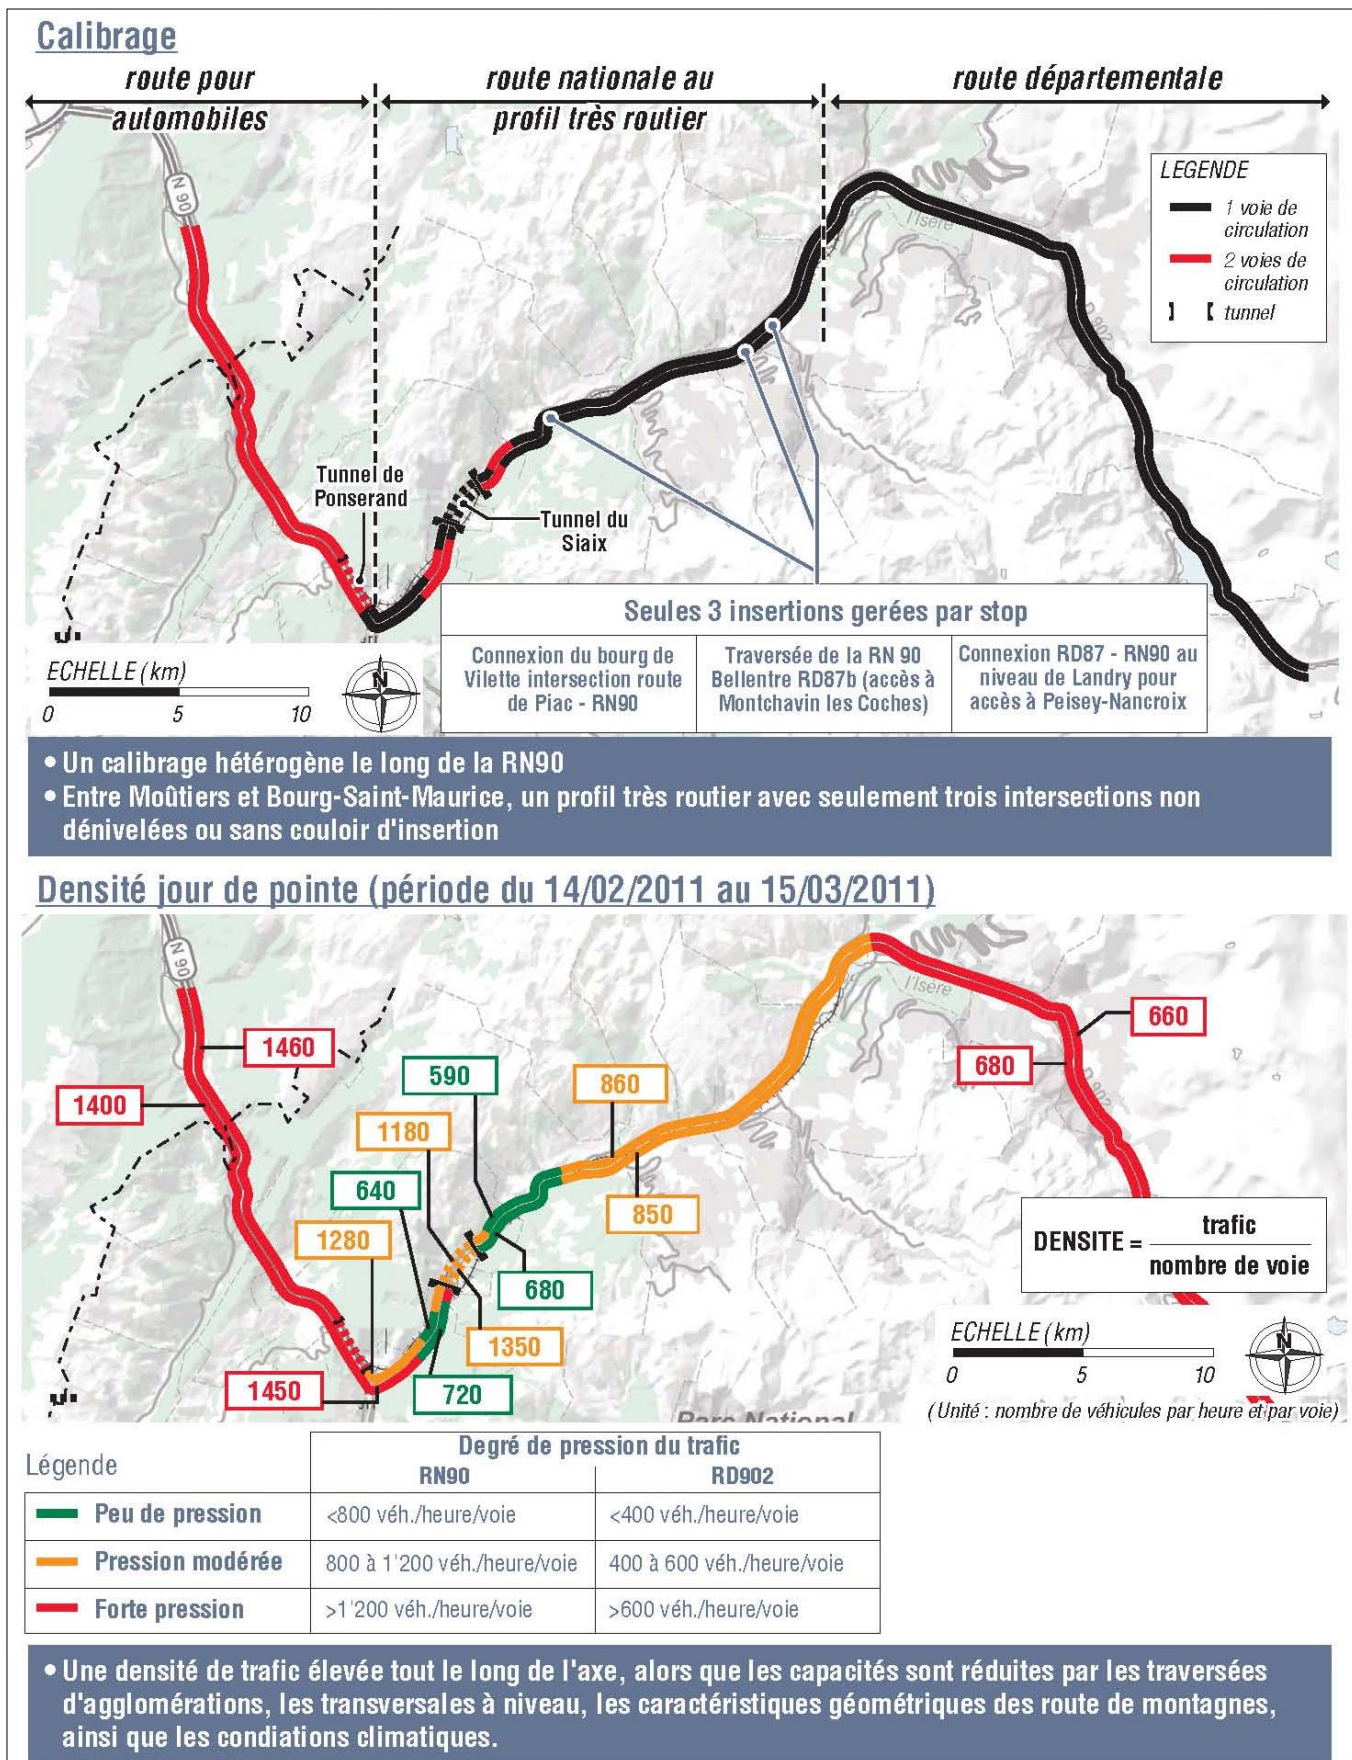 Calibrage
route pour
automobiles
route nationale au
profil très routier
route départementale
LEGENDE
1 voie de
circulation
2 voies de
circulation
tunnel
N 90
l'Isère
D 902
Tunnel de
Ponserand
Tunnel du
Siaix
Seules 3 insertions gerées par stop
Connexion du bourg de
Vilette intersection route
de Piac - RN90
Traversée de la RN 90
Bellentre RD87b (accès à
Montchavin les Coches)
Connexion RD87 - RN90 au
niveau de Landry pour
accès à Peisey-Nancroix
ECHELLE (km)
0 5 10
N
• Un calibrage hétérogène le long de la RN90
• Entre Moûtiers et Bourg-Saint-Maurice, un profil très routier avec seulement trois intersections non
dénivelées ou sans couloir d'insertion
Densité jour de pointe (période du 14/02/2011 au 15/03/2011)
N 90
l'Isère
D 902
1460
1400
590
1180
640
1280
1450
720
1350
680
860
850
660
680
DENSITE = trafic
nombre de voie
ECHELLE (km)
0 5 10
N
(Unité : nombre de véhicules par heure et par voie)
Parc National
Légende
Degré de pression du trafic
RN90 RD902
Peu de pression <800 véh./heure/voie <400 véh./heure/voie
Pression modérée 800 à 1'200 véh./heure/voie 400 à 600 véh./heure/voie
Forte pression >1'200 véh./heure/voie >600 véh./heure/voie
• Une densité de trafic élevée tout le long de l'axe, alors que les capacités sont réduites par les traversées
d'agglomérations, les transversales à niveau, les caractéristiques géométriques des route de montagnes,
ainsi que les condiations climatiques.